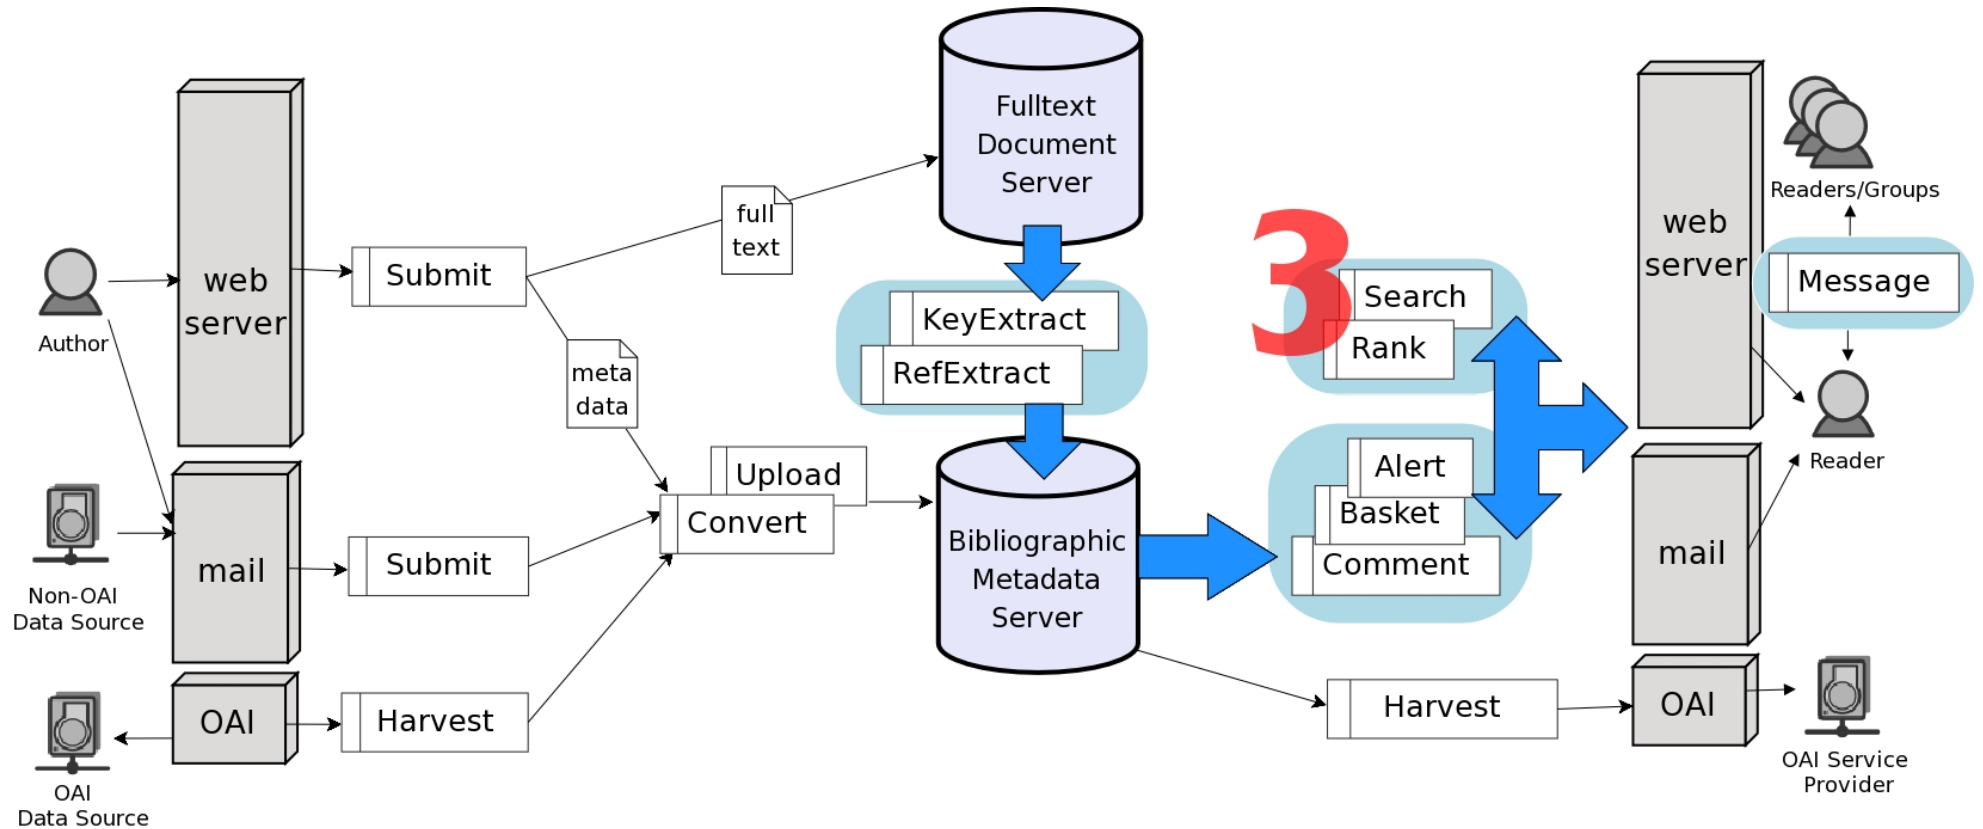 Author
Non-OAI
Data Source
OAI
Data Source
web
server
mail
OAI
Submit
Submit
Harvest
full
text
meta
data
Upload
Convert
Fulltext
Document
Server
KeyExtract
RefExtract
Bibliographic
Metadata
Server
3
Search
Rank
Alert
Basket
Comment
Harvest
web
server
mail
OAI
Readers/Groups
Message
Reader
OAI Service
Provider